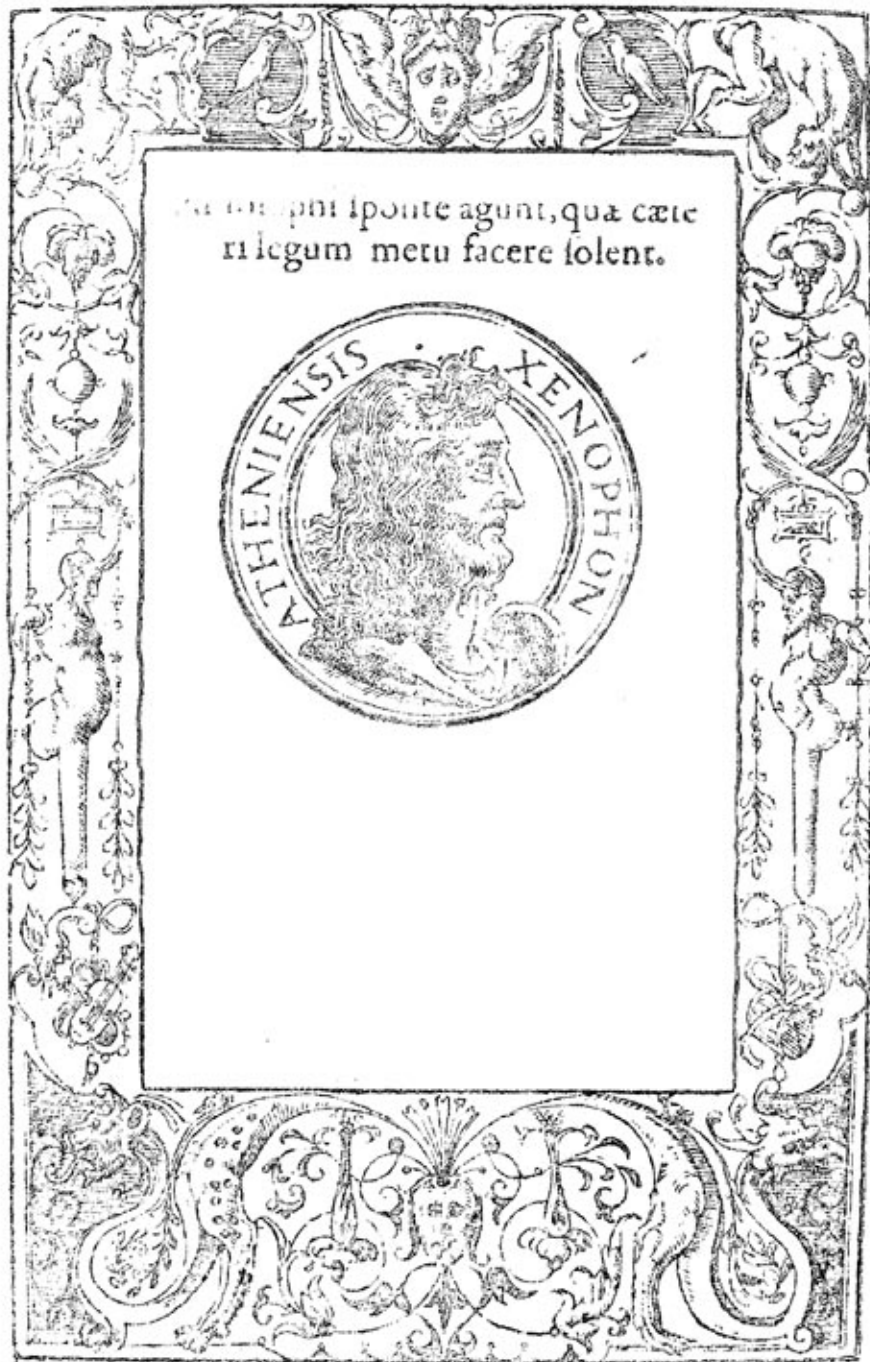 ſponte agunt, quæ cæte
ri legum metu facere ſolent.
ATHENIENSIS XENOPHON